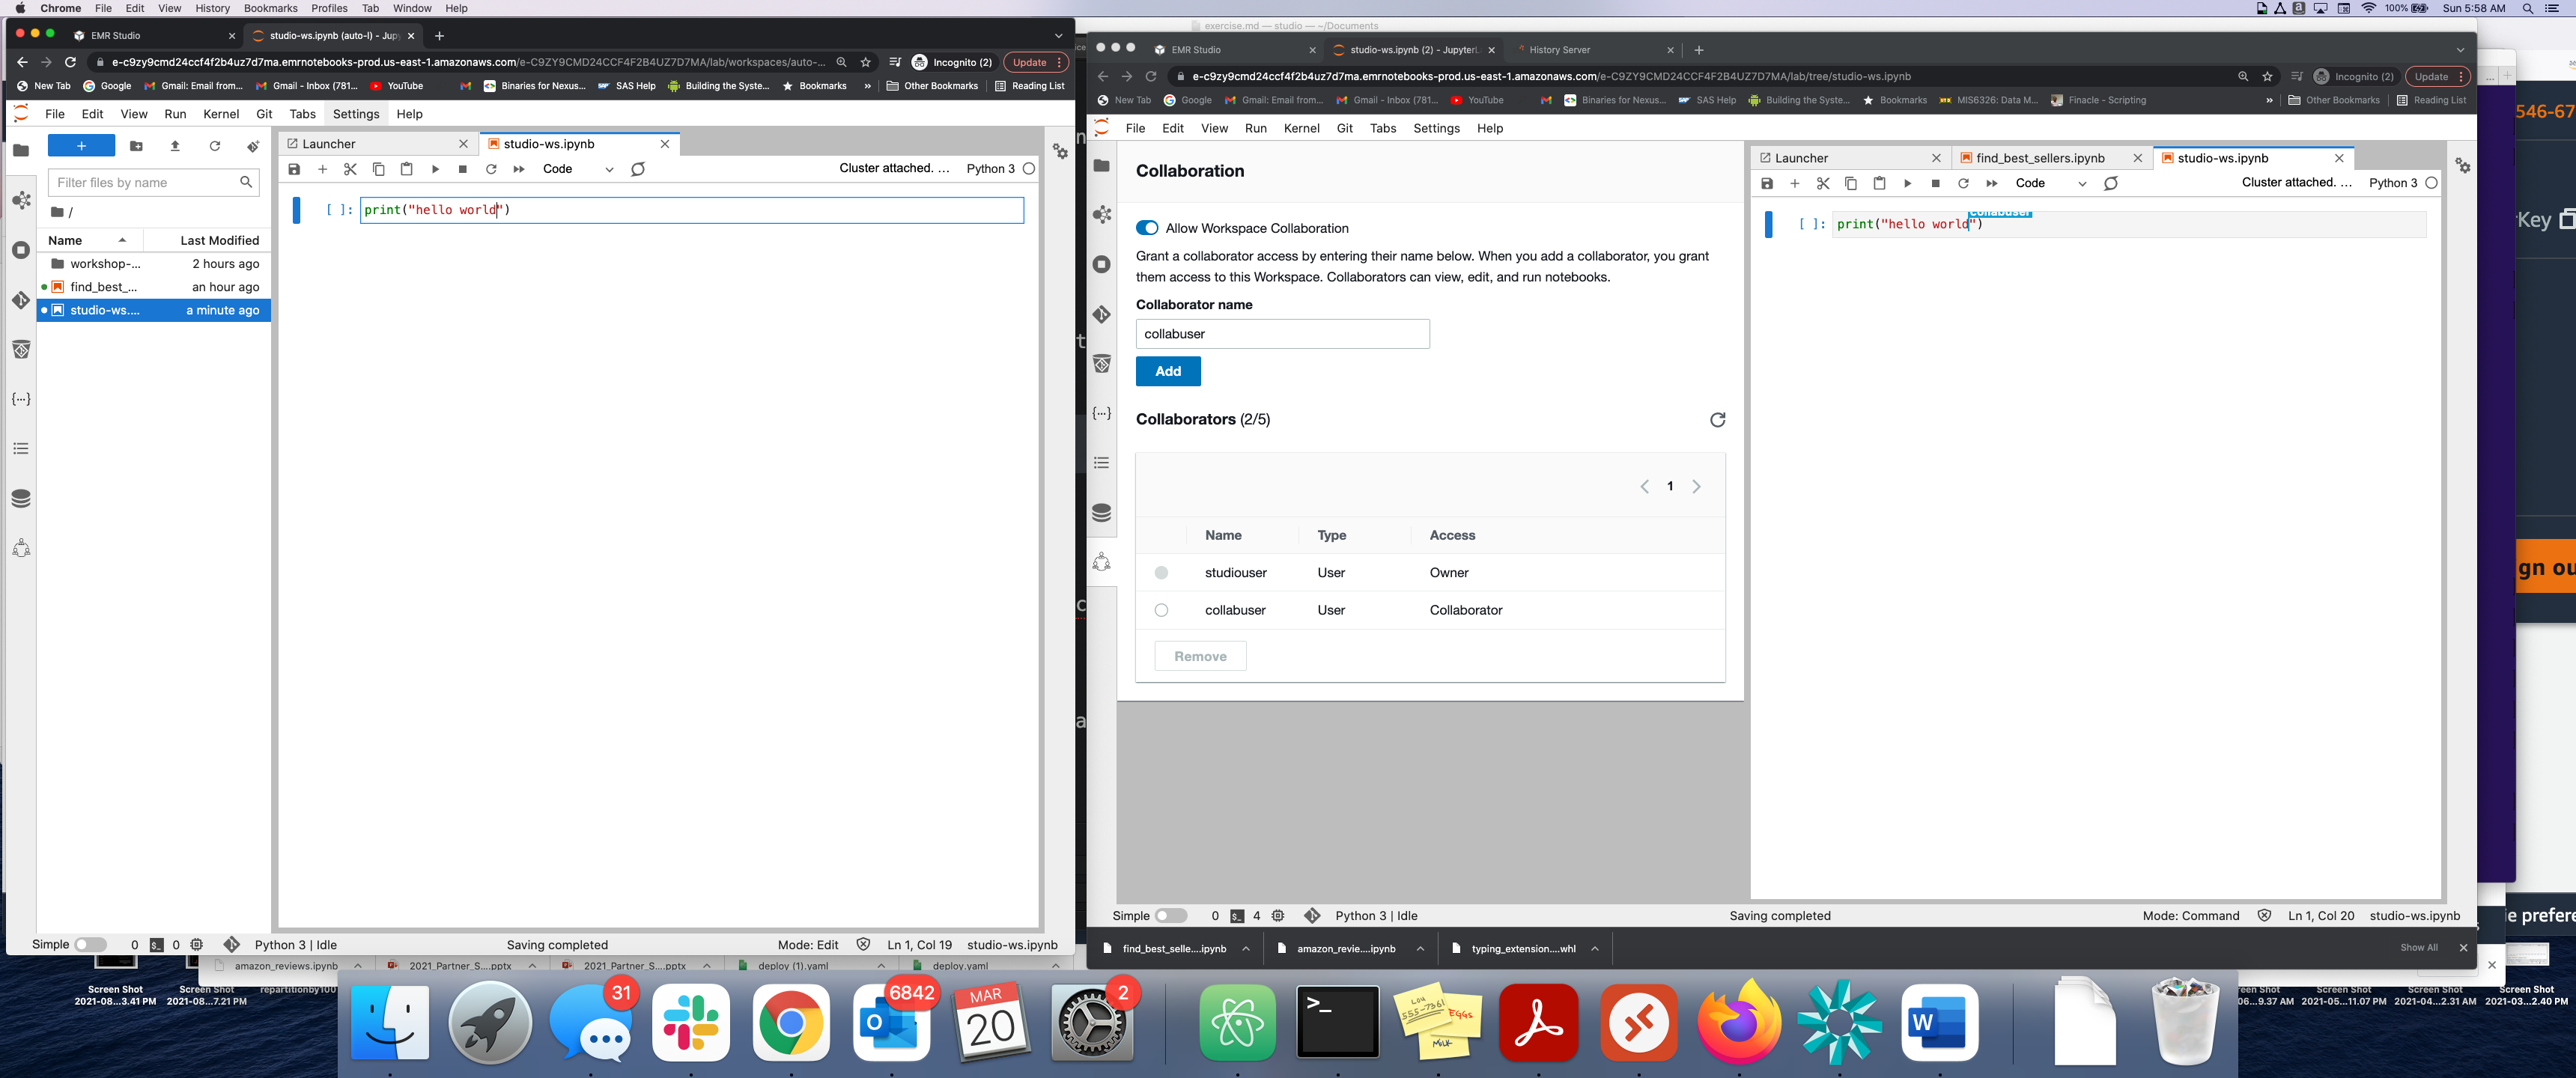 Chrome File Edit View History Bookmarks Profiles Tab Window Help
100% Sun 5:58 AM
exercise.md — studio — ~/Documents
EMR Studio
studio-ws.ipynb (auto-l) - Jupy
e-c9zy9cmd24ccf4f2b4uz7d7ma.emrnotebooks-prod.us-east-1.amazonaws.com/e-C9ZY9CMD24CCF4F2B4UZ7D7MA/lab/workspaces/auto-...
Incognito (2)
Update
New Tab Google Gmail: Email from... Gmail - Inbox (781... YouTube Binaries for Nexus... SAS Help Building the Syste... Bookmarks » Other Bookmarks Reading List
File Edit View Run Kernel Git Tabs Settings Help
Filter files by name
/
Name Last Modified
workshop-... 2 hours ago
find_best_... an hour ago
studio-ws.... a minute ago
Launcher
studio-ws.ipynb
Code
Cluster attached. ... Python 3
[ ]: print("hello world")
Simple 0 0 Python 3 | Idle Saving completed Mode: Edit Ln 1, Col 19 studio-ws.ipynb
EMR Studio
studio-ws.ipynb (2) - JupyterL
History Server
e-c9zy9cmd24ccf4f2b4uz7d7ma.emrnotebooks-prod.us-east-1.amazonaws.com/e-C9ZY9CMD24CCF4F2B4UZ7D7MA/lab/tree/studio-ws.ipynb
Incognito (2)
Update
New Tab Google Gmail: Email from... Gmail - Inbox (781... YouTube Binaries for Nexus... SAS Help Building the Syste... Bookmarks MIS6326: Data M... Finacle - Scripting » Other Bookmarks Reading List
File Edit View Run Kernel Git Tabs Settings Help
Collaboration
Allow Workspace Collaboration
Grant a collaborator access by entering their name below. When you add a collaborator, you grant
them access to this Workspace. Collaborators can view, edit, and run notebooks.
Collaborator name
collabuser
Add
Collaborators (2/5)
1
Name Type Access
studiouser User Owner
collabuser User Collaborator
Remove
Launcher
find_best_sellers.ipynb
studio-ws.ipynb
Code
Cluster attached. ... Python 3
collabuser
[ ]: print("hello world")
Simple 0 4 Python 3 | Idle Saving completed Mode: Command Ln 1, Col 20 studio-ws.ipynb
find_best_selle....ipynb
amazon_revie....ipynb
typing_extension....whl
Show All
546-67
Key
gn ou
ie prefere
amazon_reviews.ipynb
2021_Partner_S....pptx
2021_Partner_S....pptx
deploy (1).yaml
deploy.yaml
Screen Shot
2021-08...3.41 PM
Screen Shot
2021-08...7.21 PM
repartitionby100
06...9.37 AM
Screen Shot
2021-05...11.07 PM
Screen Shot
2021-04...2.31 AM
Screen Shot
2021-03...2.40 PM
31
6842
MAR
20
2
>_
555-7361
EGGS
MILK
W